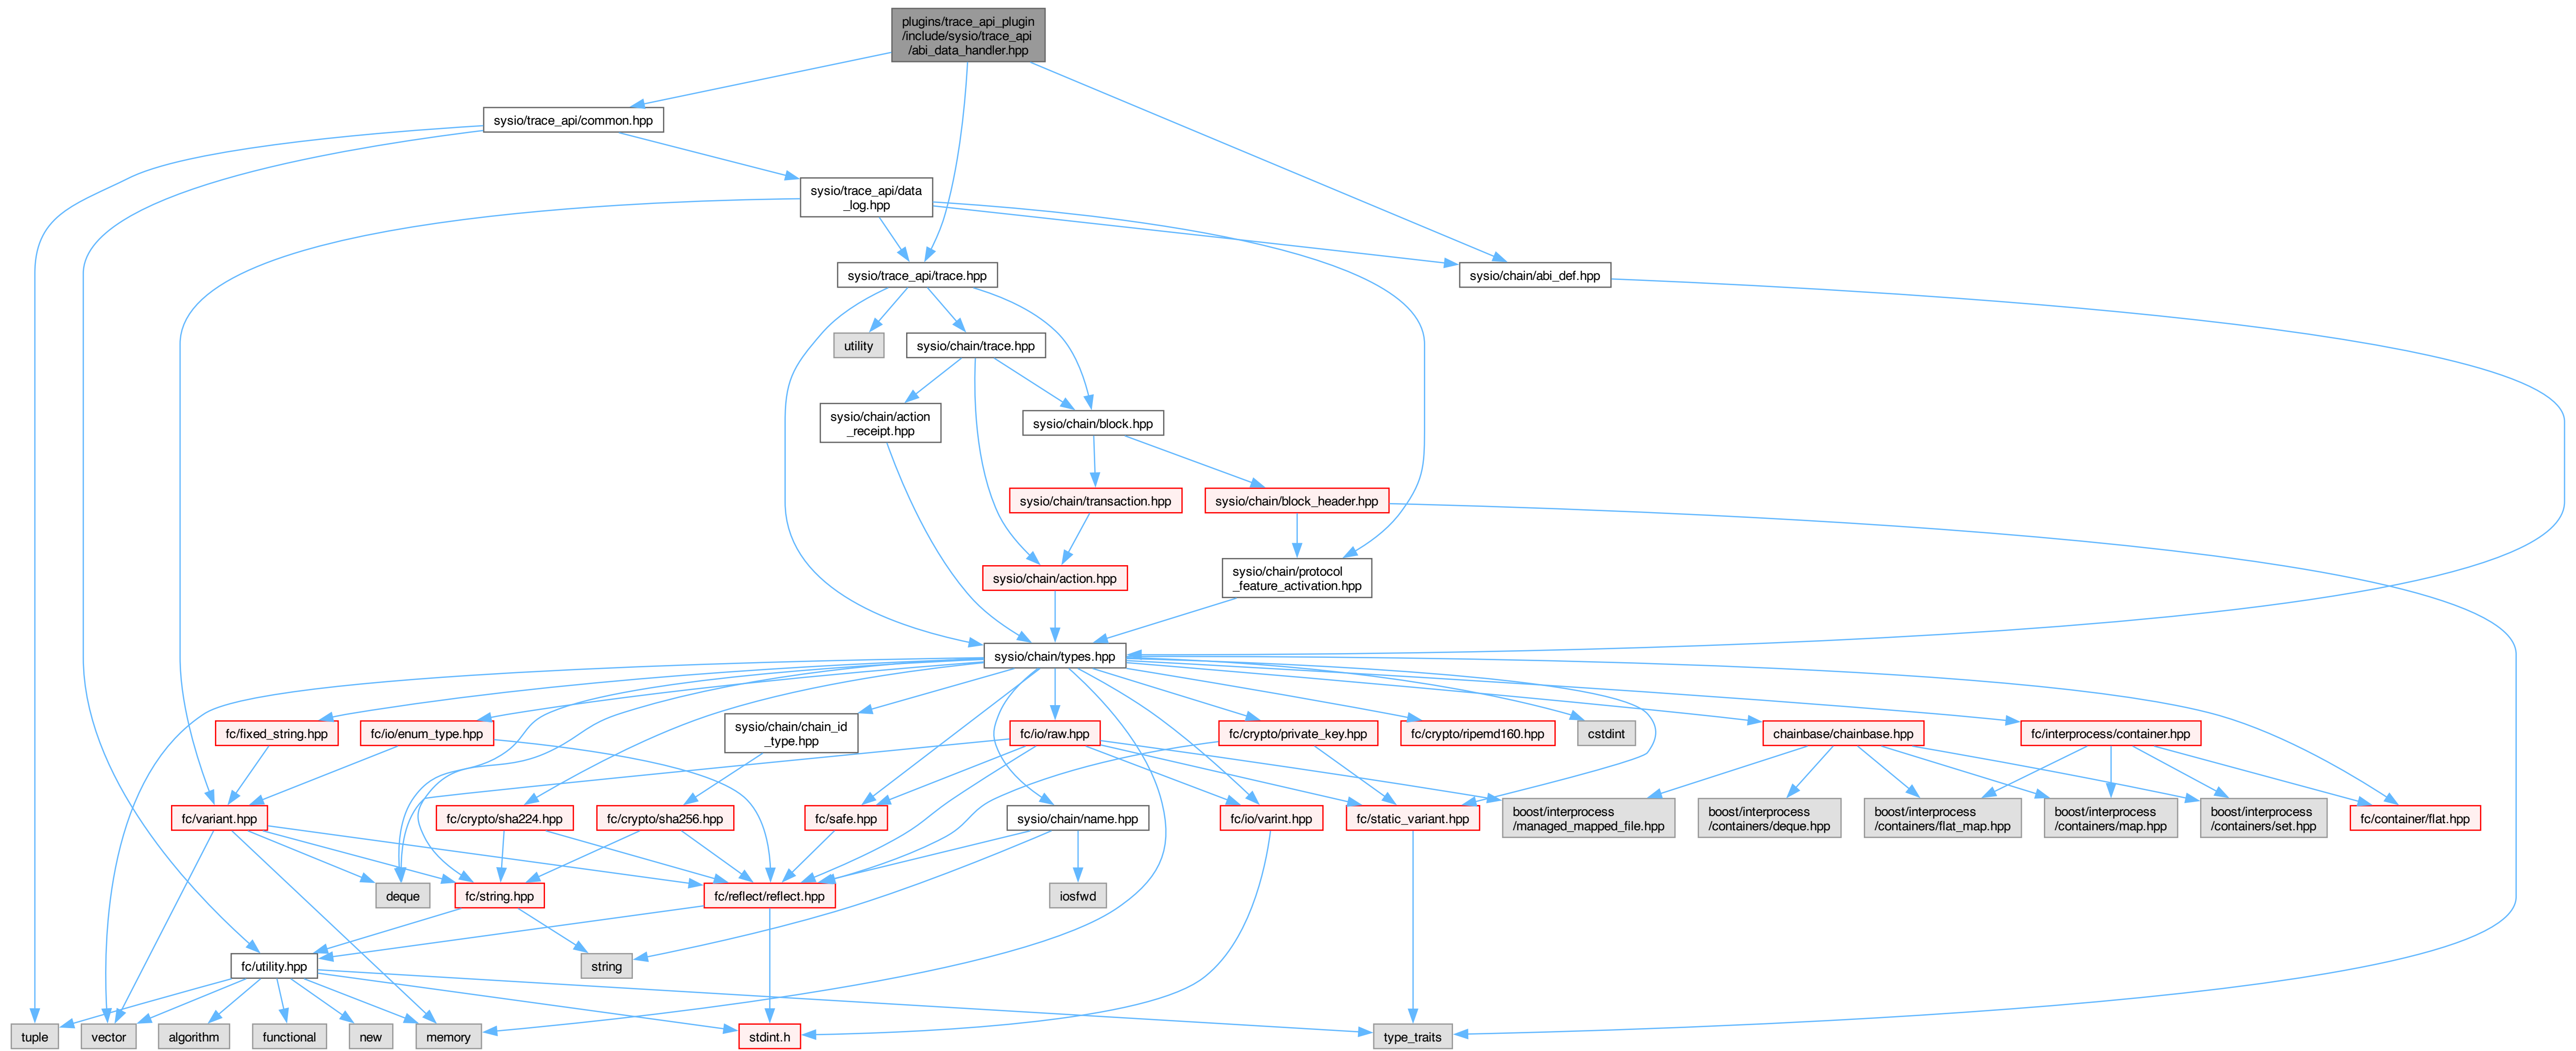 plugins/trace_api_plugin
/include/sysio/trace_api
/abi_data_handler.hpp
sysio/trace_api/common.hpp
sysio/trace_api/data
_log.hpp
sysio/trace_api/trace.hpp
sysio/chain/abi_def.hpp
utility
sysio/chain/trace.hpp
sysio/chain/action
_receipt.hpp
sysio/chain/block.hpp
sysio/chain/transaction.hpp
sysio/chain/block_header.hpp
sysio/chain/action.hpp
sysio/chain/protocol
_feature_activation.hpp
sysio/chain/types.hpp
fc/fixed_string.hpp
fc/io/enum_type.hpp
sysio/chain/chain_id
_type.hpp
fc/io/raw.hpp
fc/crypto/private_key.hpp
fc/crypto/ripemd160.hpp
cstdint
chainbase/chainbase.hpp
fc/interprocess/container.hpp
fc/variant.hpp
fc/crypto/sha224.hpp
fc/crypto/sha256.hpp
fc/safe.hpp
sysio/chain/name.hpp
fc/io/varint.hpp
fc/static_variant.hpp
boost/interprocess
/managed_mapped_file.hpp
boost/interprocess
/containers/deque.hpp
boost/interprocess
/containers/flat_map.hpp
boost/interprocess
/containers/map.hpp
boost/interprocess
/containers/set.hpp
fc/container/flat.hpp
deque
fc/string.hpp
fc/reflect/reflect.hpp
iosfwd
fc/utility.hpp
string
tuple
vector
algorithm
functional
new
memory
stdint.h
type_traits